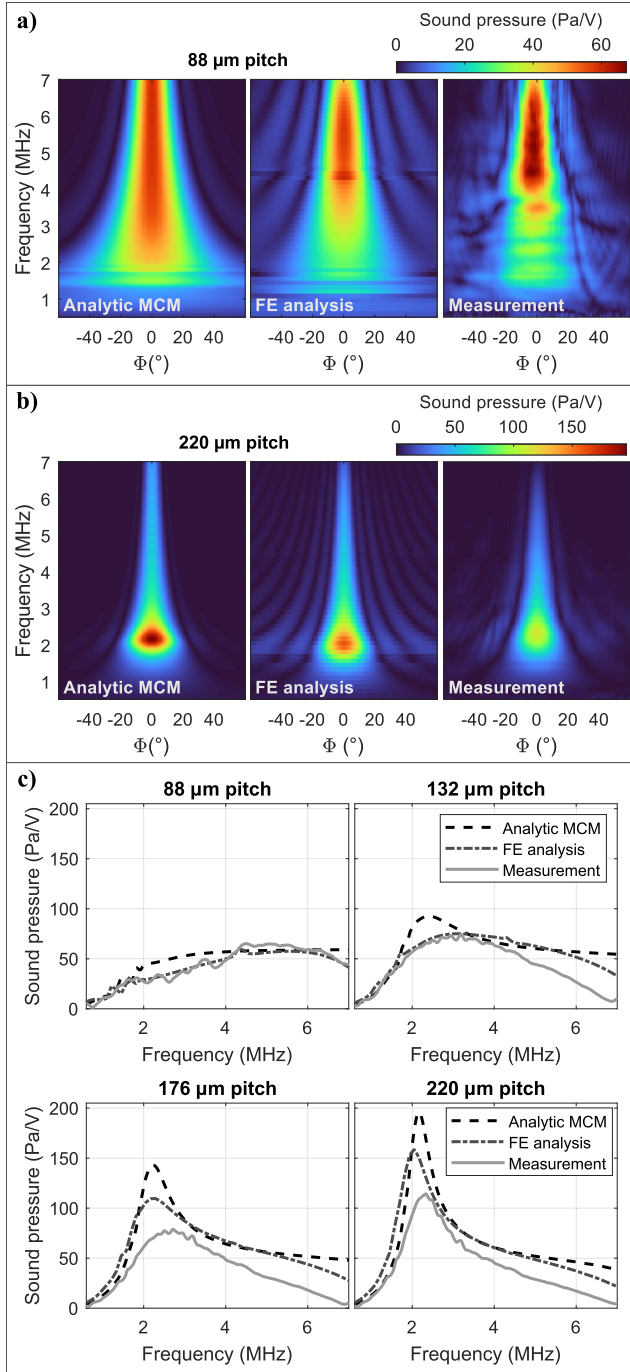 a)
Sound pressure (Pa/V)
88 µm pitch
0 20 40 60
7
6
5
4
3
2
1
Frequency (MHz)
Analytic MCM
FE analysis
Measurement
-40 -20 0 20 40
-40 -20 0 20 40
-40 -20 0 20 40
Φ(°)
Φ (°)
Φ (°)
b)
Sound pressure (Pa/V)
220 µm pitch
0 50 100 150
7
6
5
4
3
2
1
Frequency (MHz)
Analytic MCM
FE analysis
Measurement
-40 -20 0 20 40
-40 -20 0 20 40
-40 -20 0 20 40
Φ(°)
Φ (°)
Φ (°)
c)
88 µm pitch
200
150
100
50
0
Sound pressure (Pa/V)
2 4 6
Frequency (MHz)
132 µm pitch
Analytic MCM
FE analysis
Measurement
2 4 6
Frequency (MHz)
176 µm pitch
200
150
100
50
0
Sound pressure (Pa/V)
2 4 6
Frequency (MHz)
220 µm pitch
Analytic MCM
FE analysis
Measurement
2 4 6
Frequency (MHz)